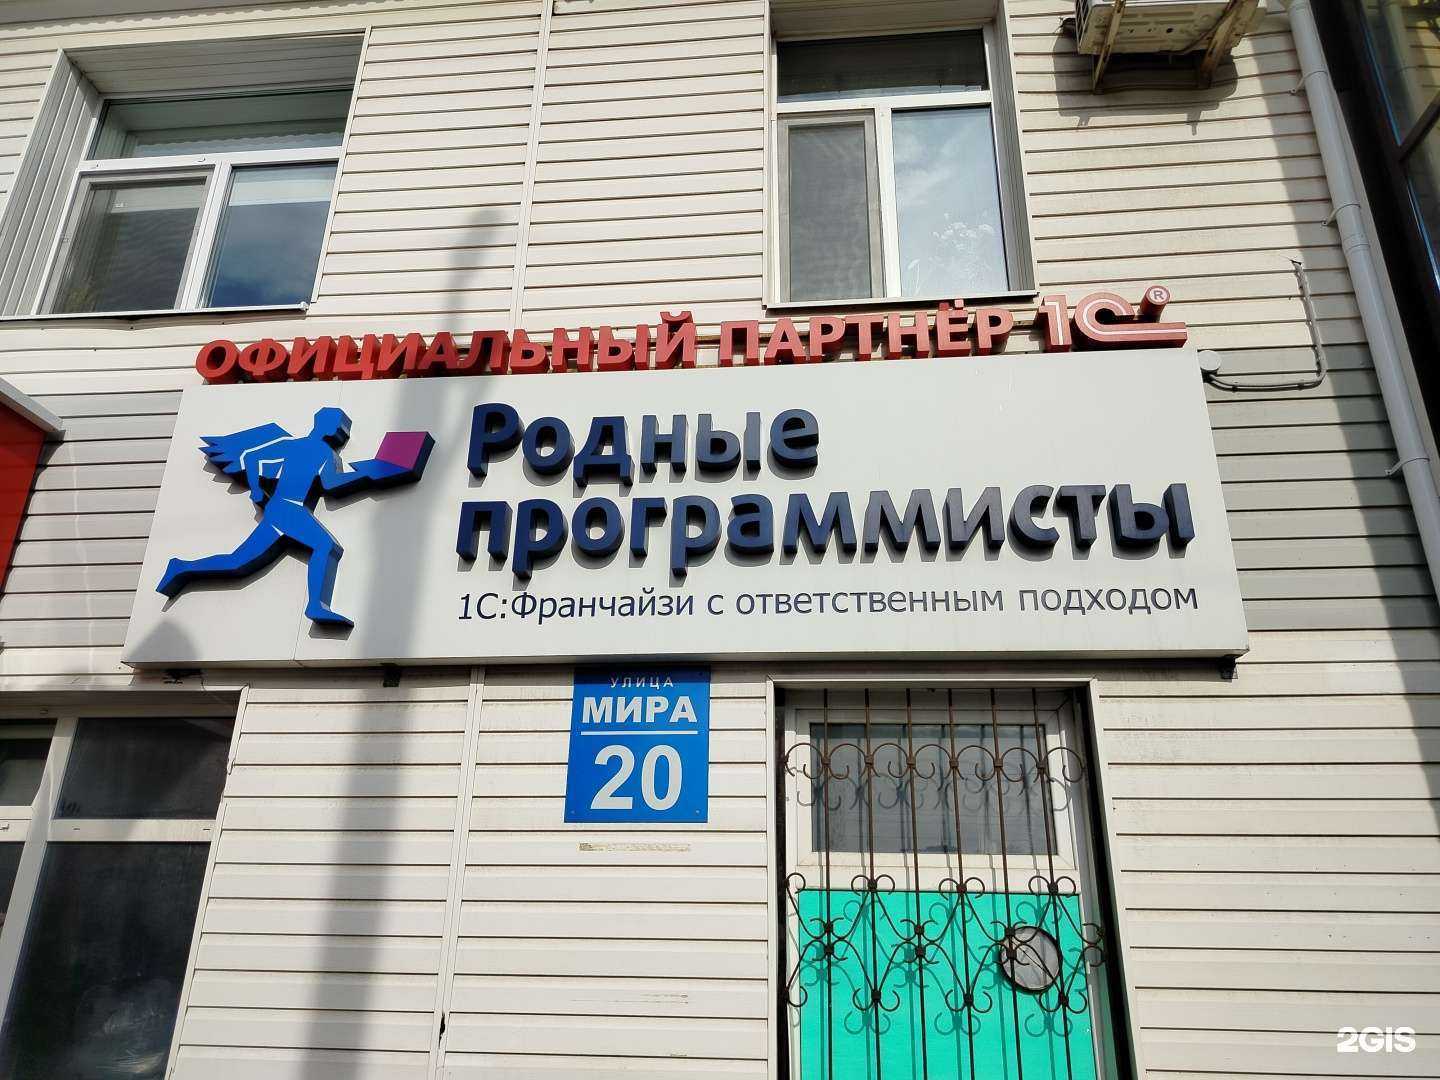 ОФИЦИАЛЬНЫЙ ПАРТНЁР 1С®
Родные
программисты
1С:Франчайзи с ответственным подходом
УЛИЦА
МИРА
20
2GIS